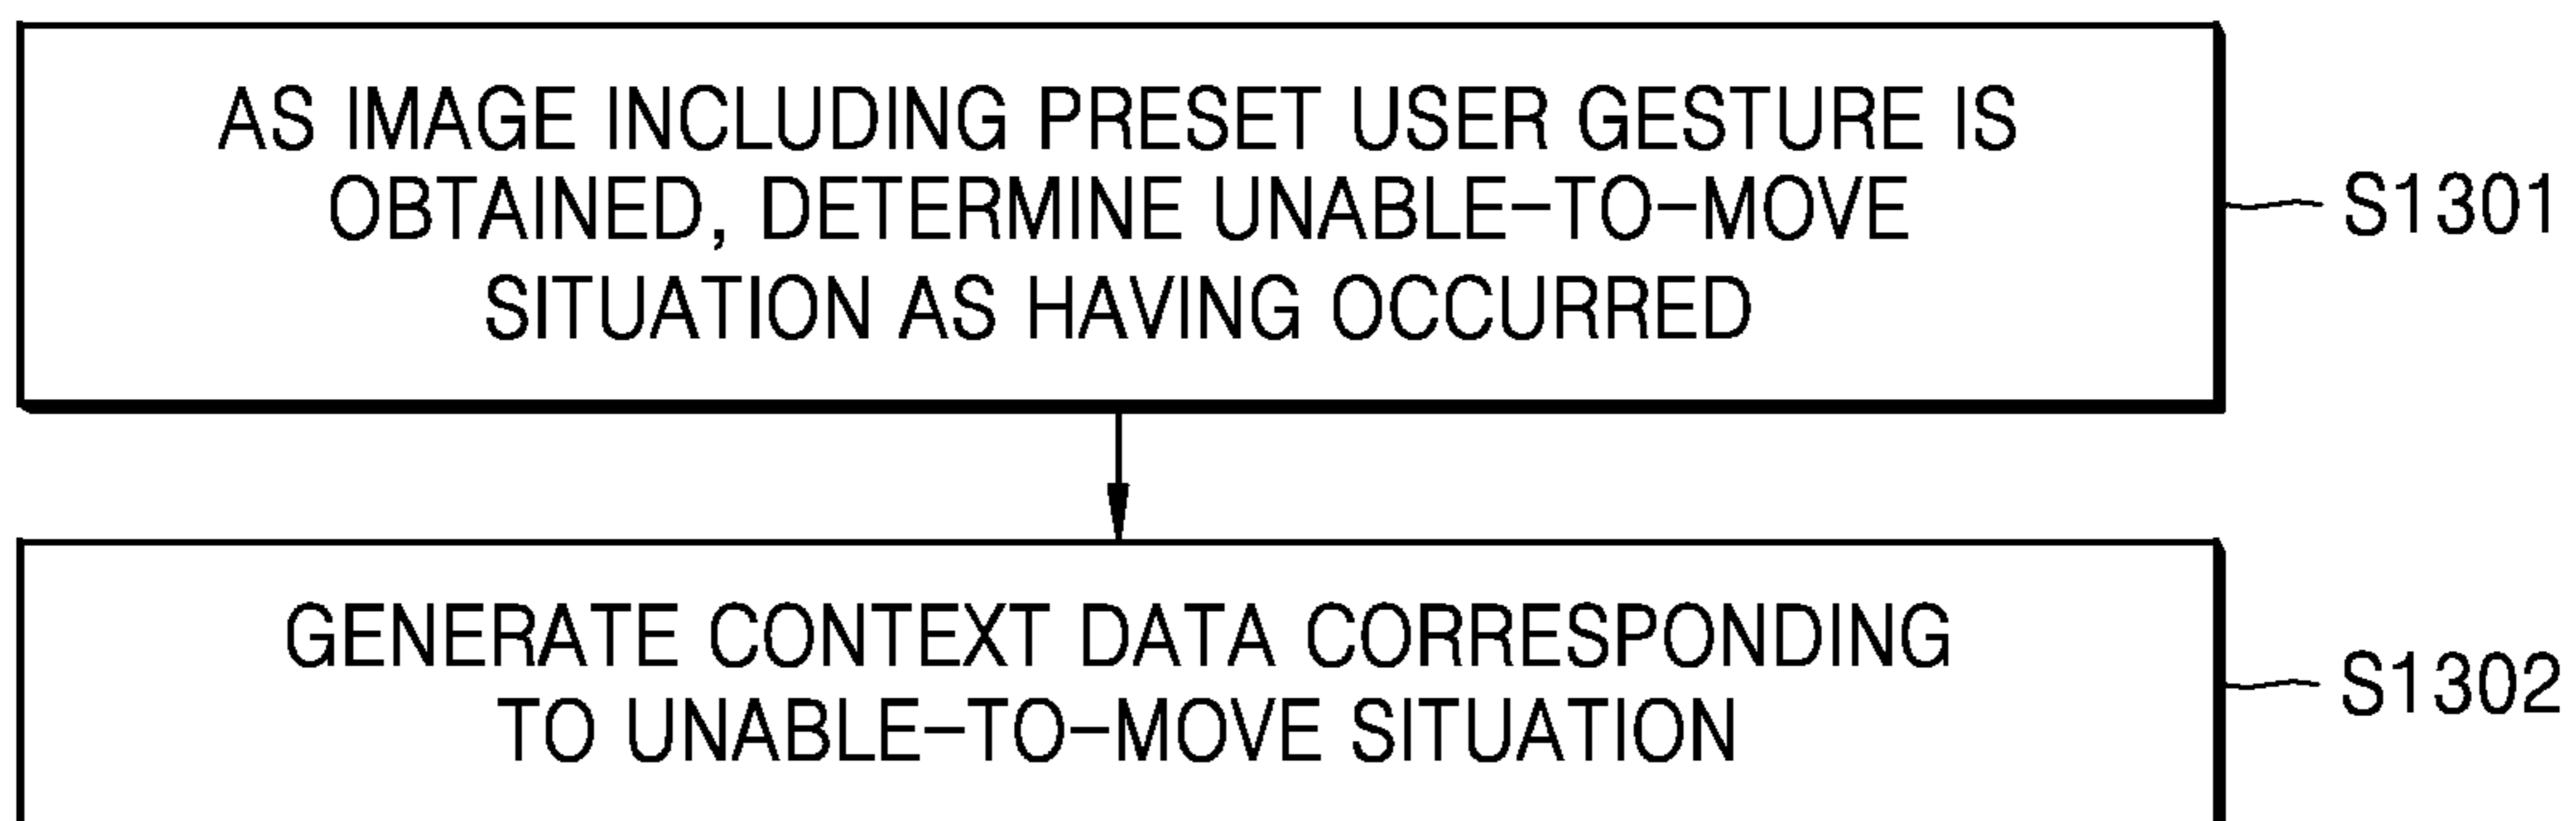 AS IMAGE INCLUDING PRESET USER GESTURE IS
OBTAINED, DETERMINE UNABLE-TO-MOVE
SITUATION AS HAVING OCCURRED
S1301
GENERATE CONTEXT DATA CORRESPONDING
TO UNABLE-TO-MOVE SITUATION
S1302